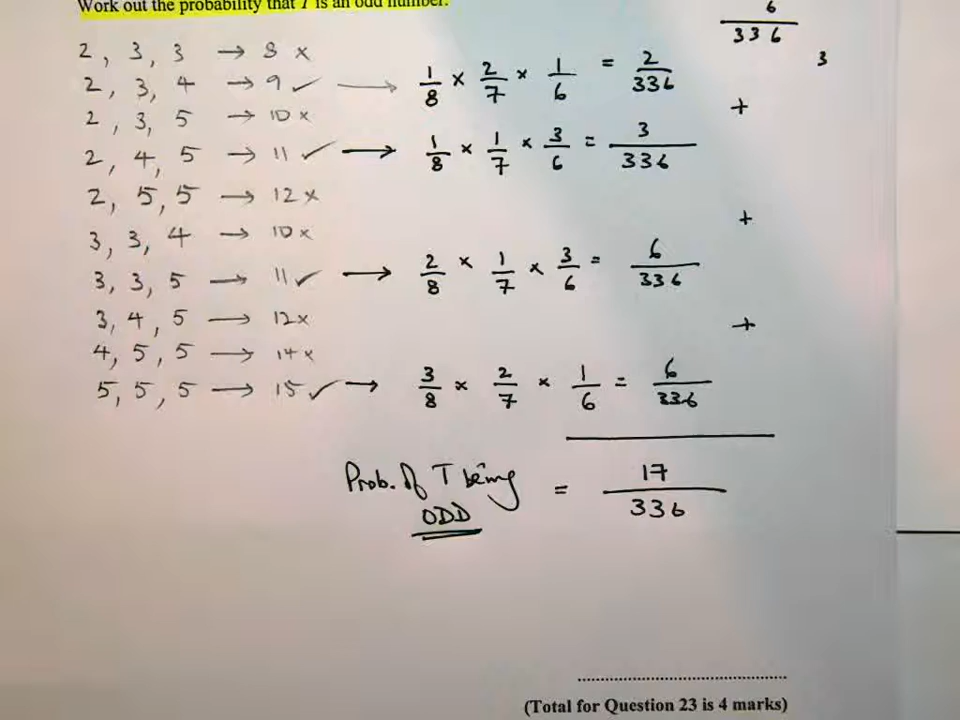 Work out the probability that T is an odd number.
6/336
3
2, 3, 3 → 8 ×
2, 3, 4 → 9 ✓ → 1/8 × 2/7 × 1/6 = 2/336
+
2, 3, 5 → 10 ×
2, 4, 5 → 11 ✓ → 1/8 × 1/7 × 3/6 = 3/336
2, 5, 5 → 12 ×
+
3, 3, 4 → 10 ×
3, 3, 5 → 11 ✓ → 2/8 × 1/7 × 3/6 = 6/336
3, 4, 5 → 12 ×
+
4, 5, 5 → 14 ×
5, 5, 5 → 15 ✓ → 3/8 × 2/7 × 1/6 = 6/336
Prob. of T being = 17/336
ODD
(Total for Question 23 is 4 marks)